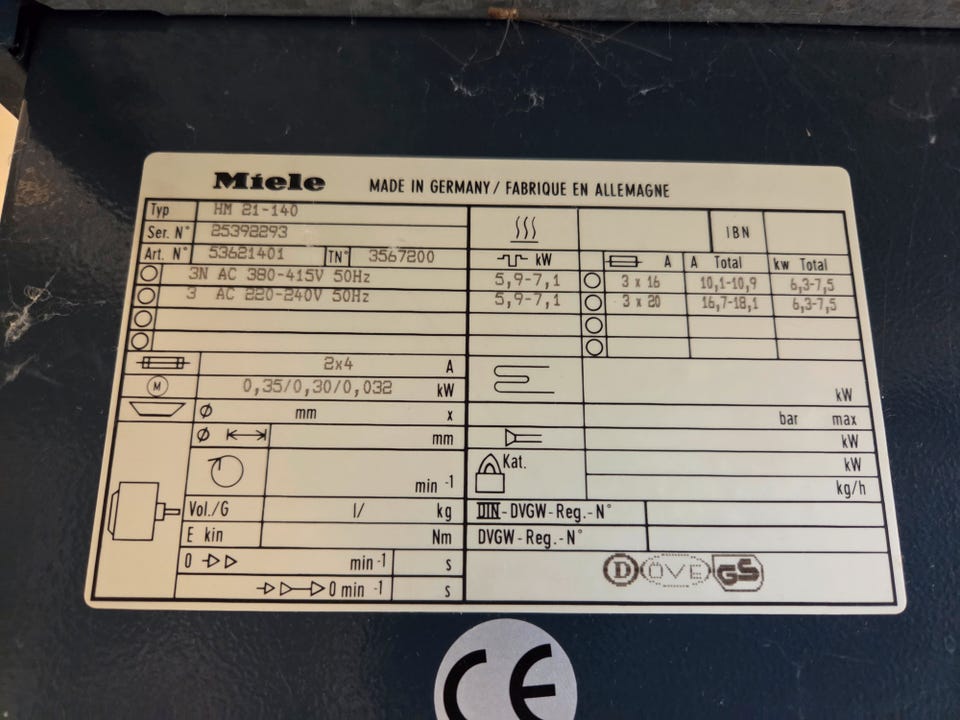 Miele MADE IN GERMANY / FABRIQUE EN ALLEMAGNE
Typ HM 21-140
IBN
Ser. N° 25392293
Art. N° 53621401 TN° 3567200
kW A A Total kw Total
3N AC 380-415V 50Hz 5,9-7,1 3 x 16 10,1-10,9 6,3-7,5
3 AC 220-240V 50Hz 5,9-7,1 3 x 20 16,7-18,1 6,3-7,5
2x4 A
M 0,35/0,30/0,032 kW
kW
Ø mm x
bar max
Ø mm
kW
min -1
Kat. kW
kg/h
Vol./G l/ kg
DIN-DVGW-Reg.-N°
E kin Nm
DVGW-Reg.-N°
0 min -1 s
0 min -1 s
D ÖVE GS
CE